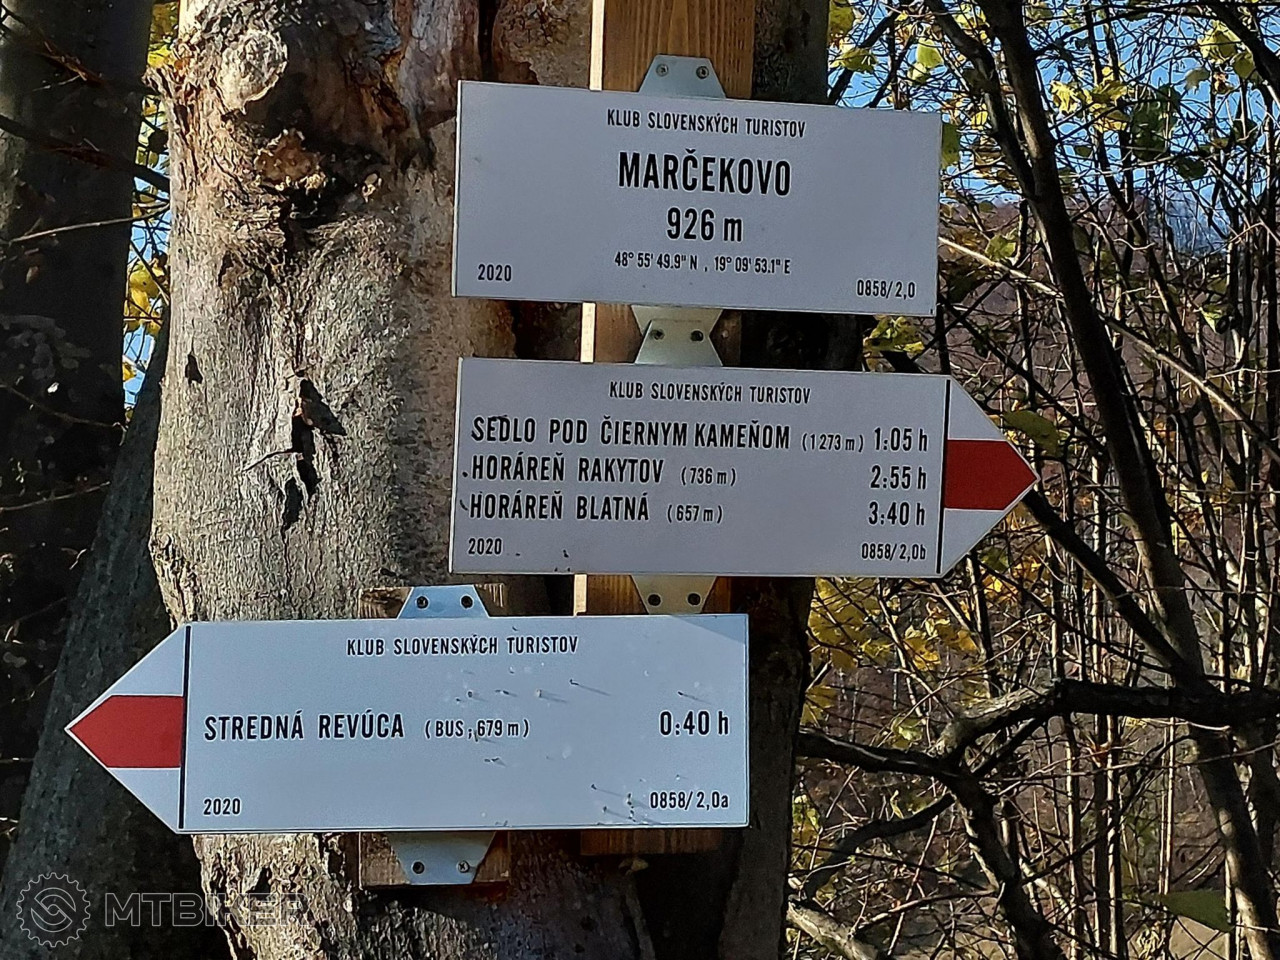 KLUB SLOVENSKÝCH TURISTOV
MARČEKOVO
926 m
48° 55' 49.9" N , 19° 09' 53.1" E
2020 0858/2,0
KLUB SLOVENSKÝCH TURISTOV
SEDLO POD ČIERNYM KAMEŇOM (1 273 m) 1:05 h
HORÁREŇ RAKYTOV (736 m) 2:55 h
HORÁREŇ BLATNÁ (657 m) 3:40 h
2020 0858/2,0b
KLUB SLOVENSKÝCH TURISTOV
STREDNÁ REVÚCA (BUS; 679 m) 0:40 h
2020 0858/2,0a
MTBIKER